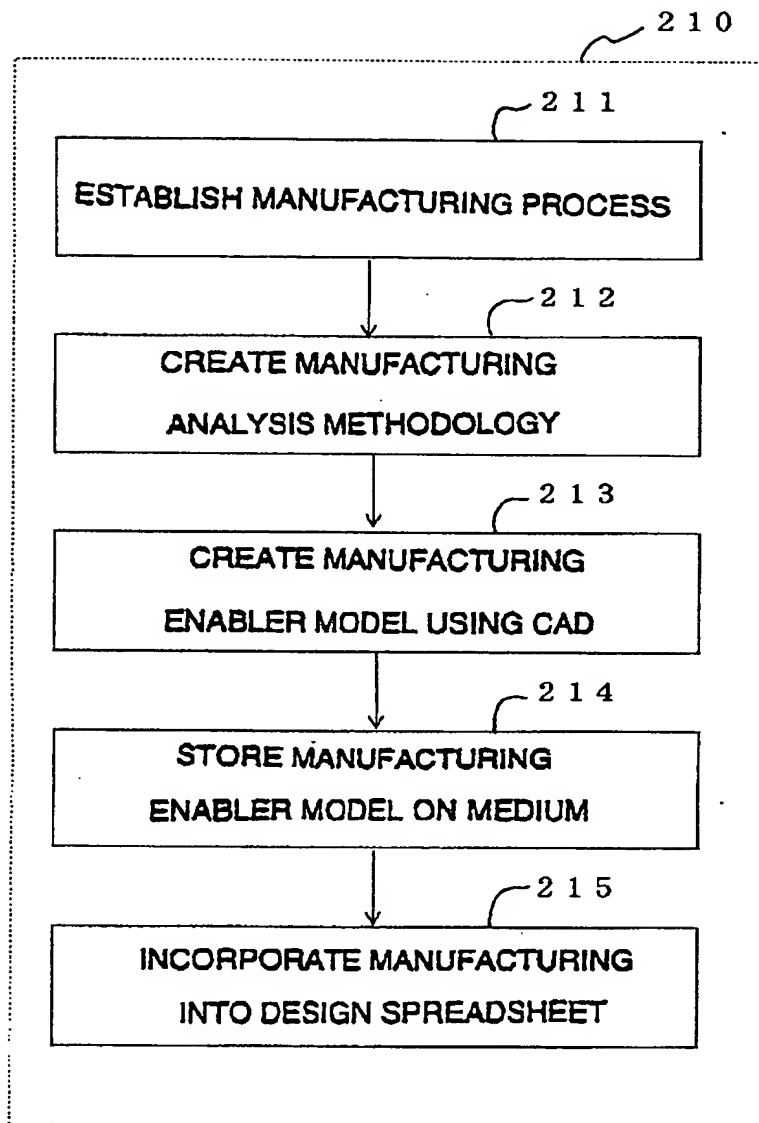 210
211
ESTABLISH MANUFACTURING PROCESS
212
CREATE MANUFACTURING
ANALYSIS METHODOLOGY
213
CREATE MANUFACTURING
ENABLER MODEL USING CAD
214
STORE MANUFACTURING
ENABLER MODEL ON MEDIUM
215
INCORPORATE MANUFACTURING
INTO DESIGN SPREADSHEET